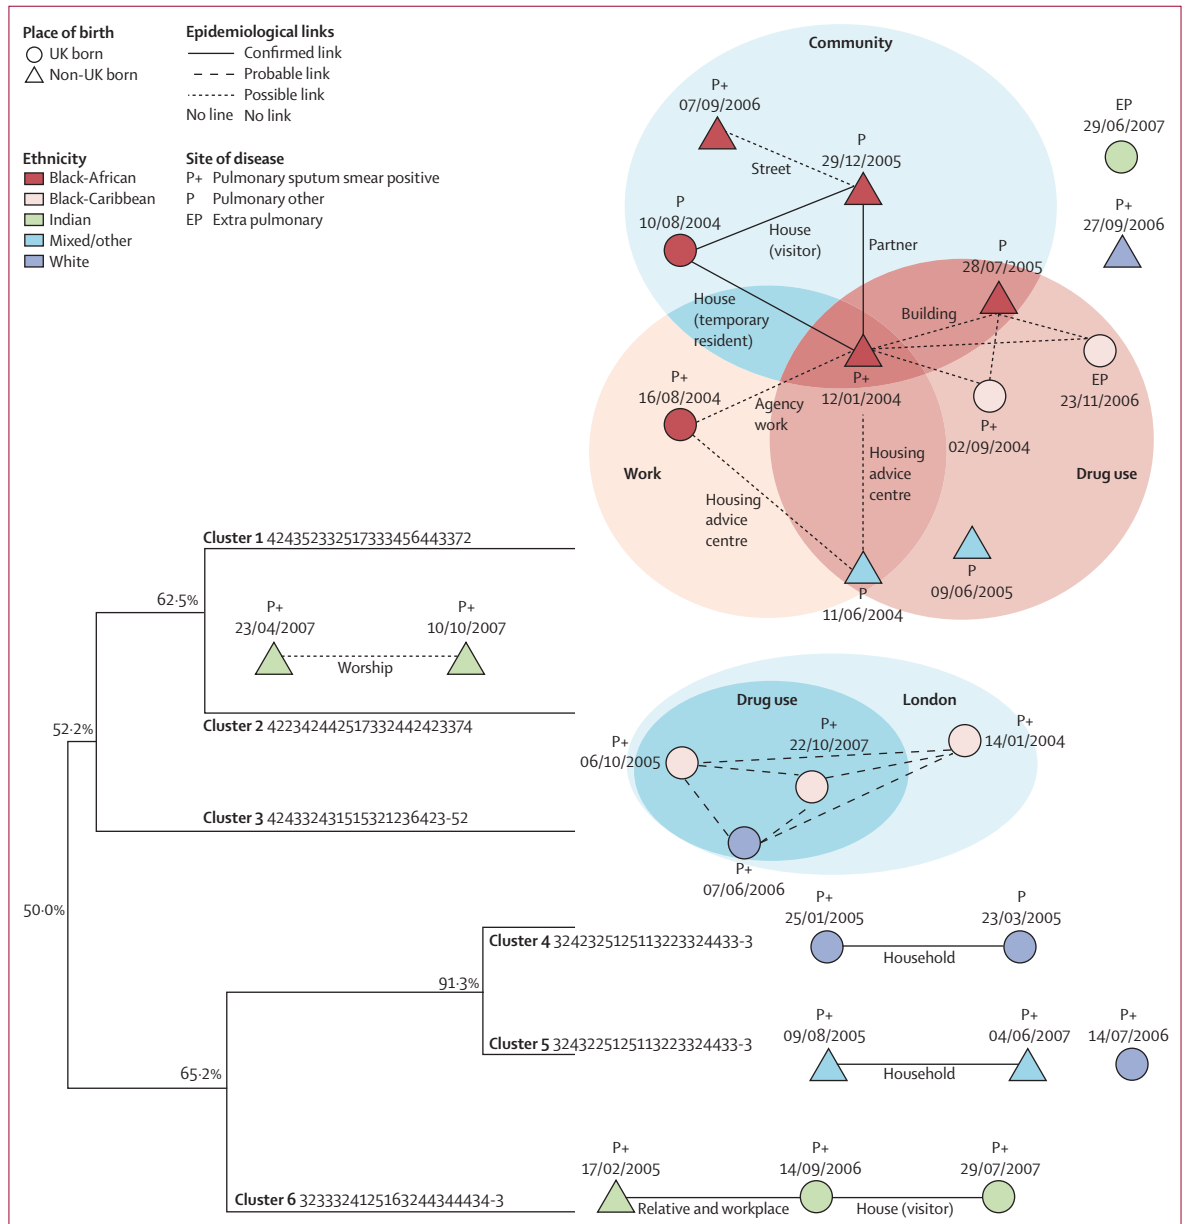 Place of birth
UK born
Non-UK born
Epidemiological links
Confirmed link
Probable link
Possible link
No line No link
Ethnicity
Black-African
Black-Caribbean
Indian
Mixed/other
White
Site of disease
P+ Pulmonary sputum smear positive
P Pulmonary other
EP Extra pulmonary
Community
P+
07/09/2006
Street
P
29/12/2005
P
10/08/2004
House
(visitor)
Partner
EP
29/06/2007
P+
27/09/2006
P
28/07/2005
House
(temporary
resident)
Building
P+
12/01/2004
EP
23/11/2006
P+
02/09/2004
P+
16/08/2004
Agency
work
Housing
advice
centre
Work
Drug use
Housing
advice
centre
P
09/06/2005
P
11/06/2004
Cluster 1 424352332517333456443372
62·5%
P+
23/04/2007
P+
10/10/2007
Worship
Cluster 2 422342442517332442423374
52·2%
Drug use
London
P+
06/10/2005
P+
22/10/2007
P+
14/01/2004
P+
07/06/2006
Cluster 3 424332431515321236423-52
50·0%
Cluster 4 324232512511322332443​3-3
P+
25/01/2005
P
23/03/2005
Household
91·3%
Cluster 5 324322512511322332443​3-3
P+
09/08/2005
P+
04/06/2007
Household
P+
14/07/2006
65·2%
Cluster 6 323332412516324434443​4-3
P+
17/02/2005
P+
14/09/2006
P+
29/07/2007
Relative and workplace
House (visitor)